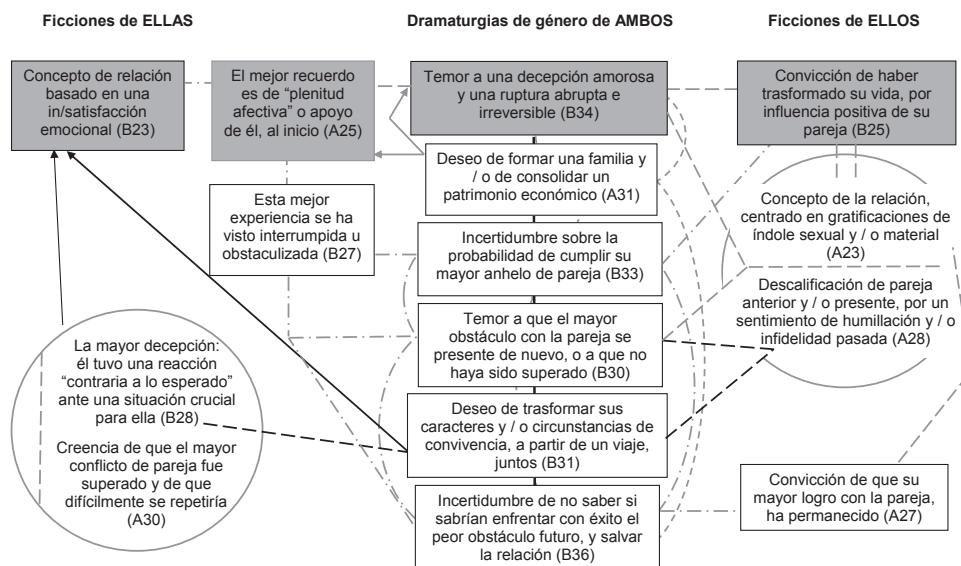 Ficciones de ELLAS
Dramaturgias de género de AMBOS
Ficciones de ELLOS
Concepto de relación
basado en una
in/satisfacción
emocional (B23)
El mejor recuerdo
es de “plenitud
afectiva” o apoyo
de él, al inicio (A25)
Temor a una decepción amorosa
y una ruptura abrupta e
irreversible (B34)
Convicción de haber
trasformado su vida, por
influencia positiva de su
pareja (B25)
Deseo de formar una familia y
/ o de consolidar un
patrimonio económico (A31)
Esta mejor
experiencia se ha
visto interrumpida u
obstaculizada (B27)
Concepto de la relación,
centrado en gratificaciones de
índole sexual y / o material
(A23)
Incertidumbre sobre la
probabilidad de cumplir su
mayor anhelo de pareja (B33)
Descalificación de pareja
anterior y / o presente, por un
sentimiento de humillación y / o
infidelidad pasada (A28)
Temor a que el mayor
obstáculo con la pareja se
presente de nuevo, o a que no
haya sido superado (B30)
La mayor decepción:
él tuvo una reacción
“contraria a lo esperado”
ante una situación crucial
para ella (B28)
Deseo de trasformar sus
caracteres y / o circunstancias de
convivencia, a partir de un viaje,
juntos (B31)
Creencia de que el mayor
conflicto de pareja fue
superado y de que
difícilmente se repetiría
(A30)
Convicción de que su
mayor logro con la pareja,
ha permanecido (A27)
Incertidumbre de no saber si
sabrían enfrentar con éxito el
peor obstáculo futuro, y salvar
la relación (B36)